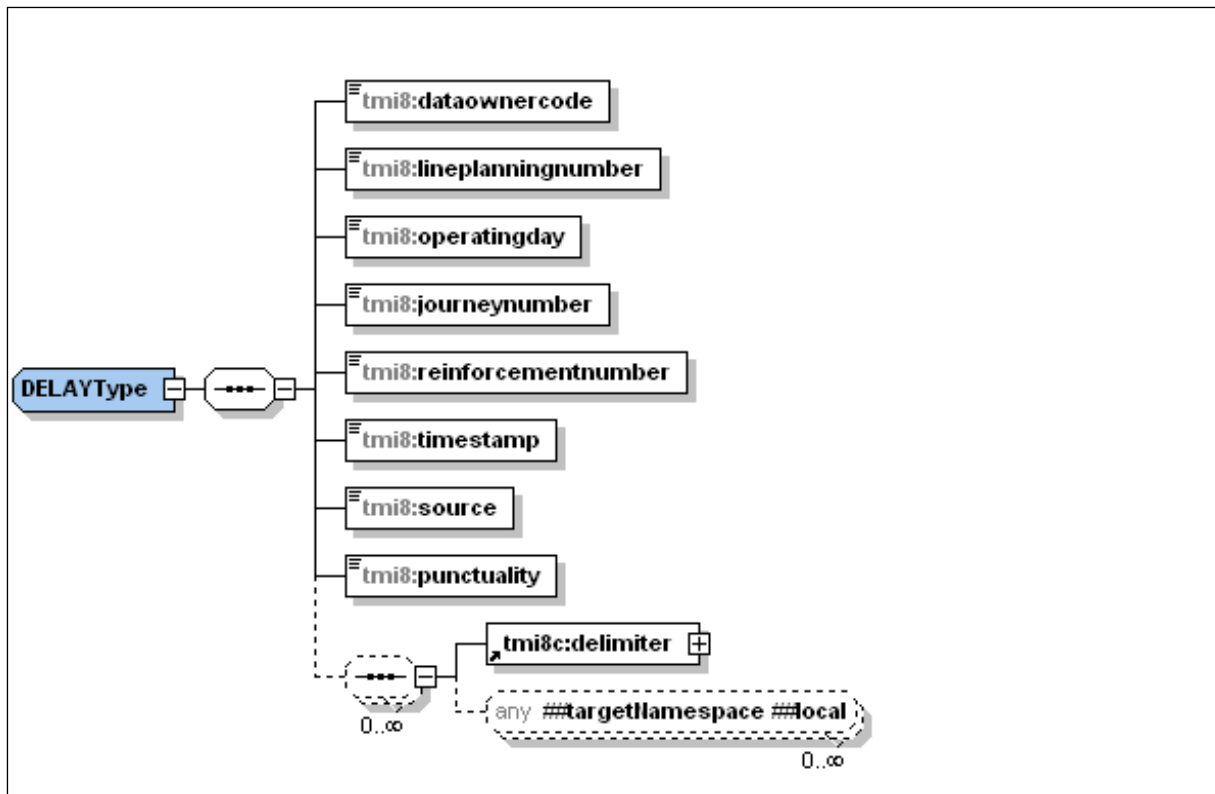 tmi8:dataownercode
tmi8:lineplanningnumber
tmi8:operatingday
tmi8:journeynumber
DELAYType
tmi8:reinforcementnumber
tmi8:timestamp
tmi8:source
tmi8:punctuality
tmi8c:delimiter
0..∞
any ##targetNamespace ##local
0..∞